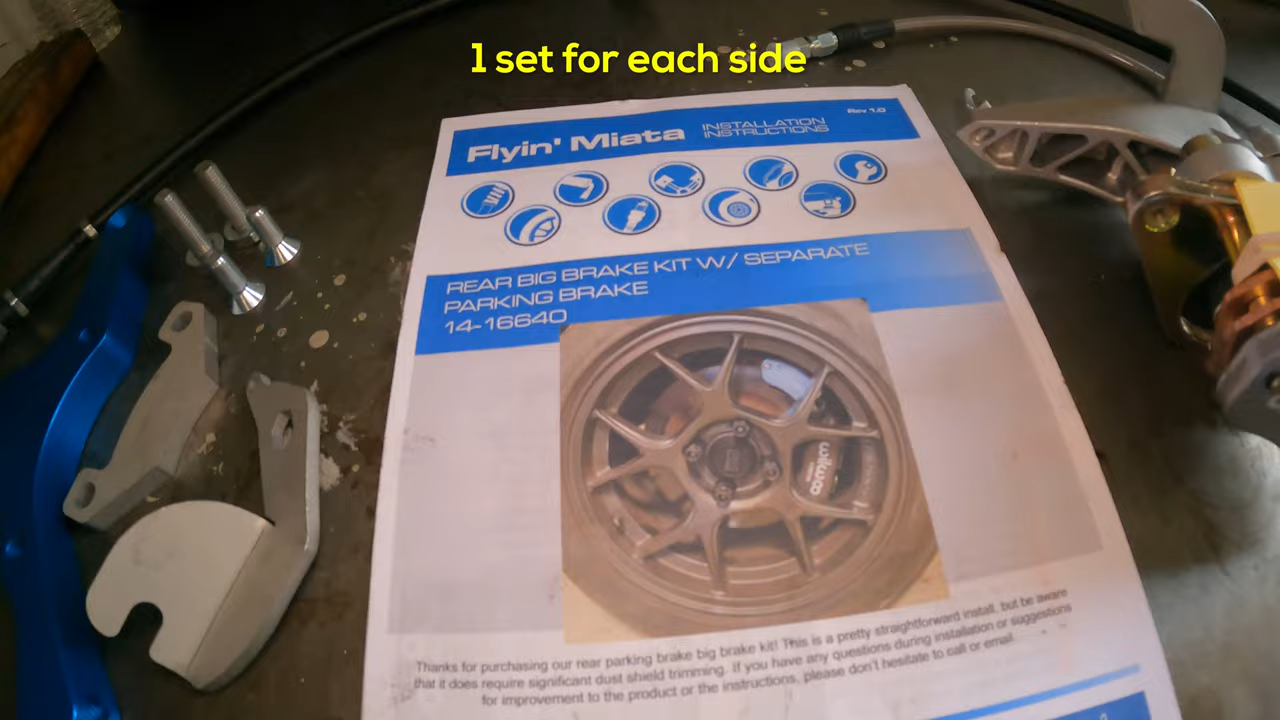 1 set for each side
Flyin' Miata
INSTALLATION
INSTRUCTIONS
Rev 1.0
REAR BIG BRAKE KIT W/ SEPARATE
PARKING BRAKE
14-16640
wilwood
Thanks for purchasing our rear parking brake big brake kit! This is a pretty straightforward install, but be aware
that it does require significant dust shield trimming. If you have any questions during installation or suggestions
for improvement to the product or the instructions, please don't hesitate to call or email.